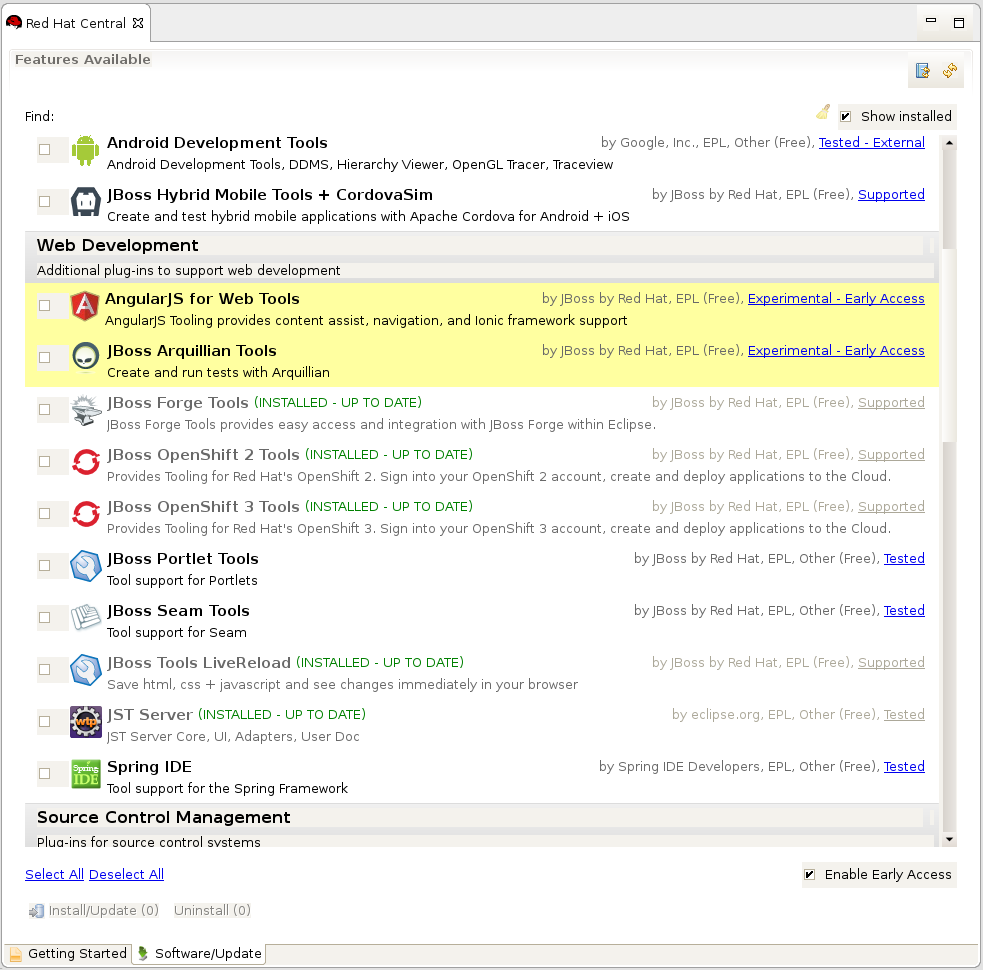 Red Hat Central
Features Available
Find:
Show installed
Android Development Tools by Google, Inc., EPL, Other (Free), Tested - External
Android Development Tools, DDMS, Hierarchy Viewer, OpenGL Tracer, Traceview
JBoss Hybrid Mobile Tools + CordovaSim by JBoss by Red Hat, EPL (Free), Supported
Create and test hybrid mobile applications with Apache Cordova for Android + iOS
Web Development
Additional plug-ins to support web development
AngularJS for Web Tools by JBoss by Red Hat, EPL (Free), Experimental - Early Access
AngularJS Tooling provides content assist, navigation, and Ionic framework support
JBoss Arquillian Tools by JBoss by Red Hat, EPL (Free), Experimental - Early Access
Create and run tests with Arquillian
JBoss Forge Tools (INSTALLED - UP TO DATE) by JBoss by Red Hat, EPL (Free), Supported
JBoss Forge Tools provides easy access and integration with JBoss Forge within Eclipse.
JBoss OpenShift 2 Tools (INSTALLED - UP TO DATE) by JBoss by Red Hat, EPL (Free), Supported
Provides Tooling for Red Hat's OpenShift 2. Sign into your OpenShift 2 account, create and deploy applications to the Cloud.
JBoss OpenShift 3 Tools (INSTALLED - UP TO DATE) by JBoss by Red Hat, EPL (Free), Supported
Provides Tooling for Red Hat's OpenShift 3. Sign into your OpenShift 3 account, create and deploy applications to the Cloud.
JBoss Portlet Tools by JBoss by Red Hat, EPL, Other (Free), Tested
Tool support for Portlets
JBoss Seam Tools by JBoss by Red Hat, EPL, Other (Free), Tested
Tool support for Seam
JBoss Tools LiveReload (INSTALLED - UP TO DATE) by JBoss by Red Hat, EPL (Free), Supported
Save html, css + javascript and see changes immediately in your browser
wtp
JST Server (INSTALLED - UP TO DATE) by eclipse.org, EPL, Other (Free), Tested
JST Server Core, UI, Adapters, User Doc
Spring IDE
Spring IDE by Spring IDE Developers, EPL, Other (Free), Tested
Tool support for the Spring Framework
Source Control Management
Plug-ins for source control systems
Select All Deselect All
Enable Early Access
Install/Update (0) Uninstall (0)
Getting Started Software/Update